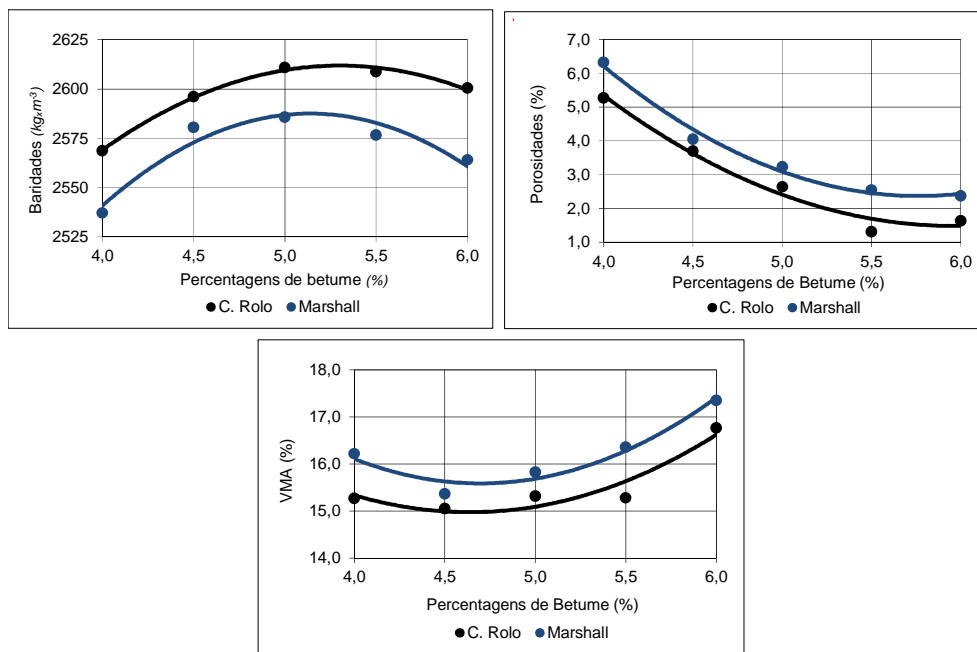 2625
2600
2575
2550
2525
Baridades (kgxm-3)
4,0 4,5 5,0 5,5 6,0
Percentagens de betume (%)
C. Rolo Marshall
7,0
6,0
5,0
4,0
3,0
2,0
1,0
Porosidades (%)
4,0 4,5 5,0 5,5 6,0
Percentagens de Betume (%)
C. Rolo Marshall
18,0
17,0
16,0
15,0
14,0
VMA (%)
4,0 4,5 5,0 5,5 6,0
Percentagens de Betume (%)
C. Rolo Marshall